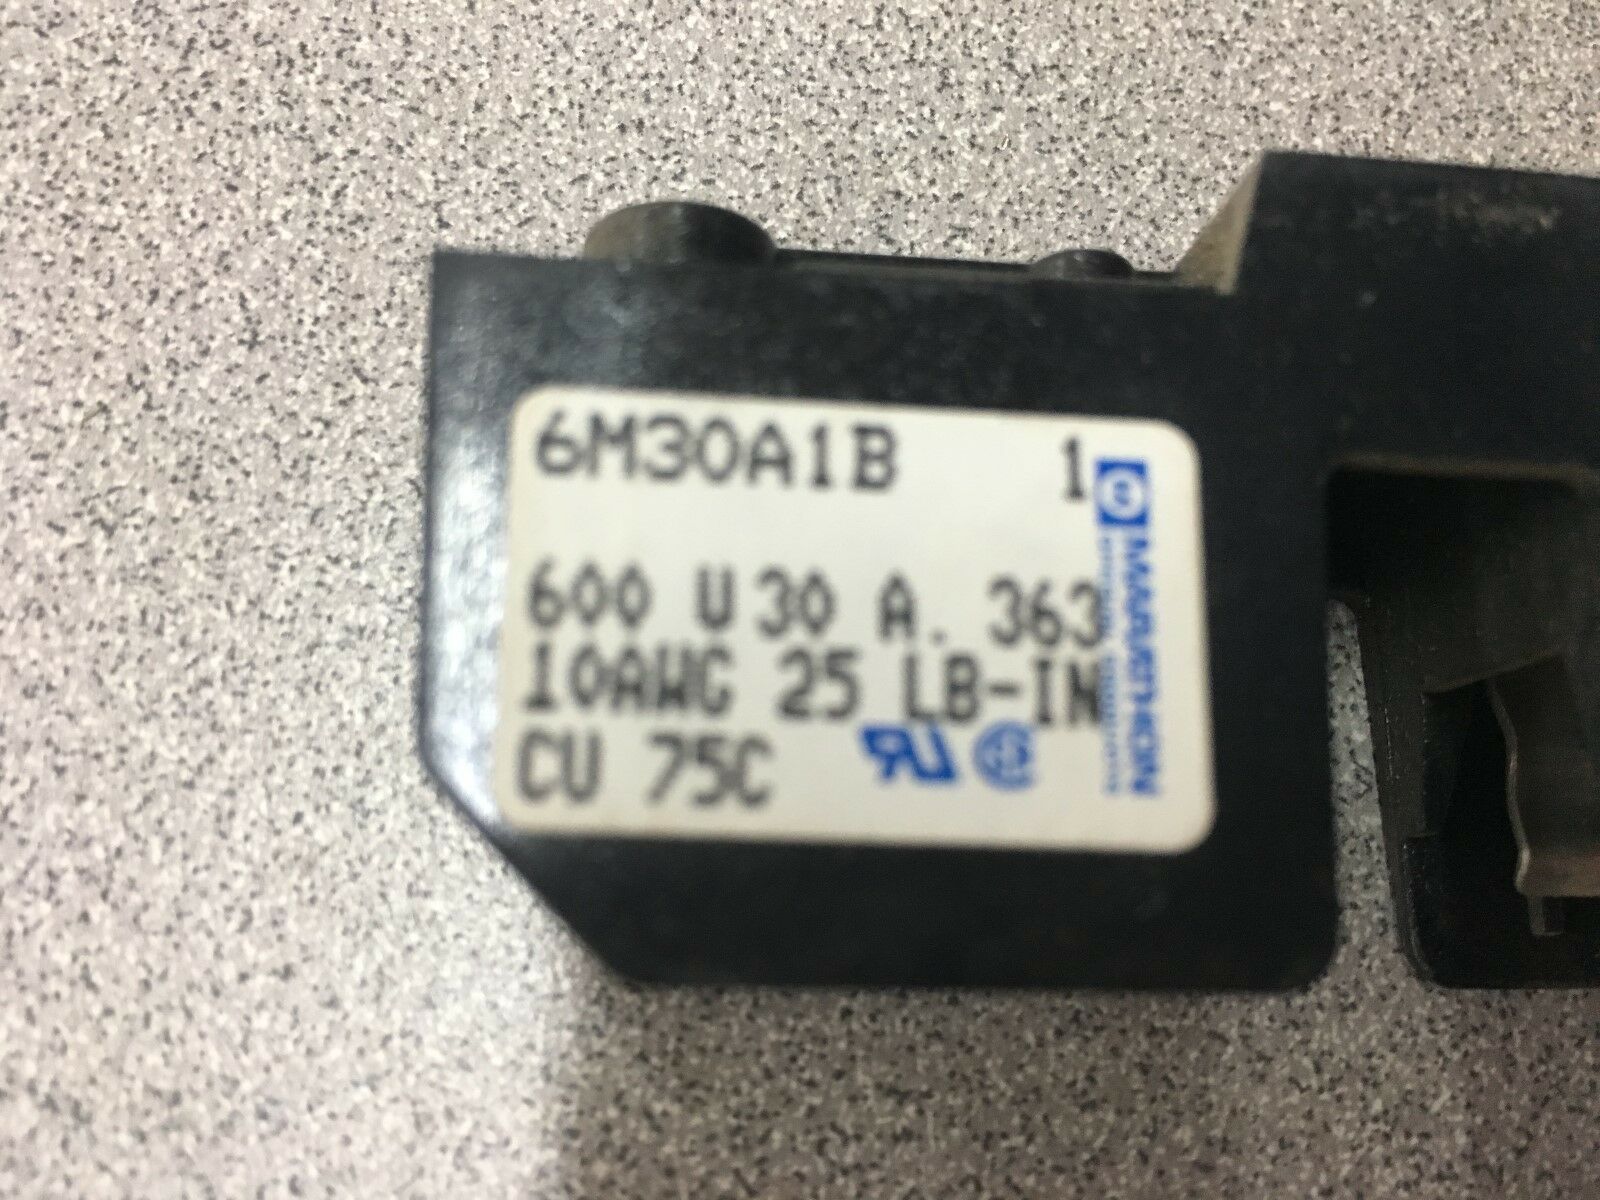 6M30A1B 1
600 V 30 A. 363
10AWG 25 LB-IN
CU 75C
MARATHON